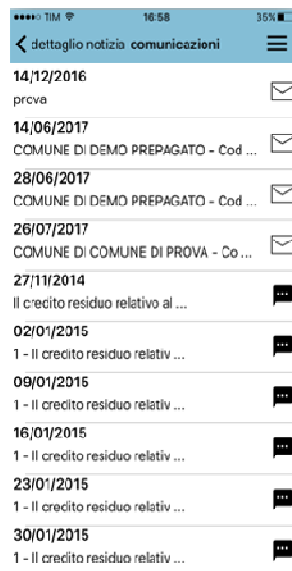 TIM 16:58 35%
dettaglio notizia comunicazioni
14/12/2016
prova
14/06/2017
COMUNE DI DEMO PREPAGATO - Cod ...
28/06/2017
COMUNE DI DEMO PREPAGATO - Cod ...
26/07/2017
COMUNE DI COMUNE DI PROVA - Co ...
27/11/2014
Il credito residuo relativo al ...
02/01/2015
1 - Il credito residuo relativ ...
09/01/2015
1 - Il credito residuo relativ ...
16/01/2015
1 - Il credito residuo relativ ...
23/01/2015
1 - Il credito residuo relativ ...
30/01/2015
1 - Il credito residuo relativ ...